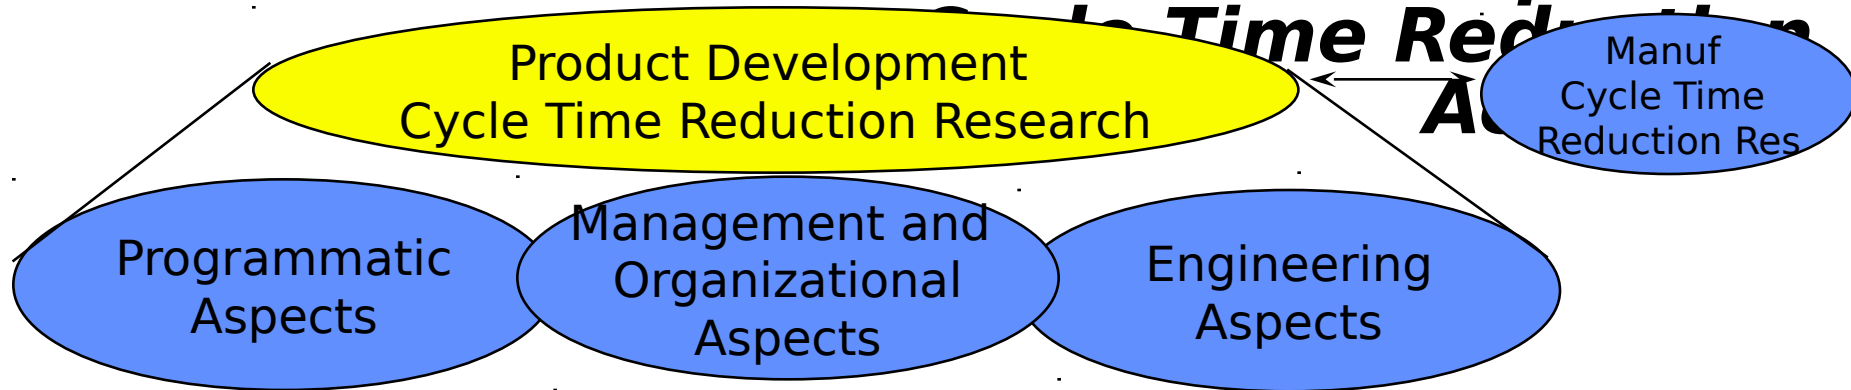 Time
Product Development
Cycle Time Reduction Research
Manuf
Cycle Time
Reduction Res
Programmatic
Aspects
Management and
Organizational
Aspects
Engineering
Aspects